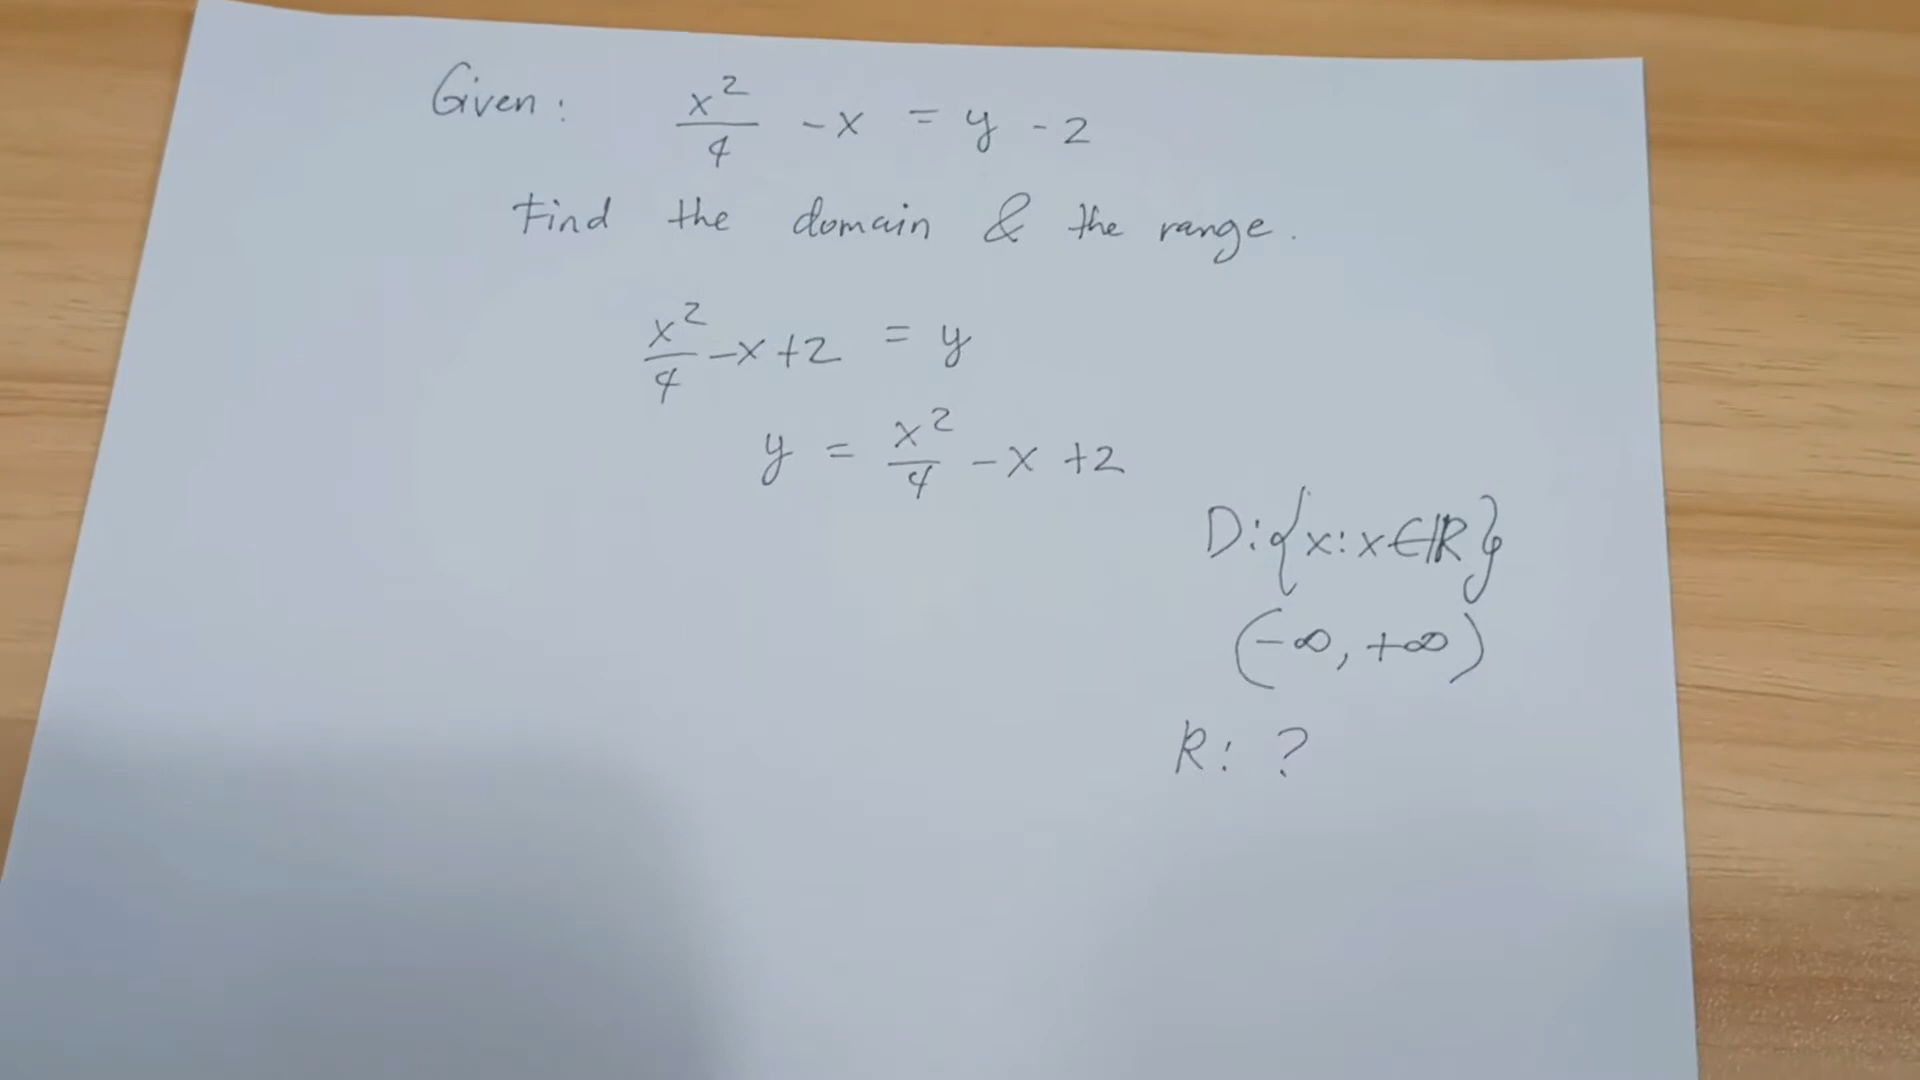 Given: x²/4 - x = y - 2
Find the domain & the range.
x²/4 - x + 2 = y
y = x²/4 - x + 2
D: {x: x ∈ ℝ}
(-∞, +∞)
R: ?